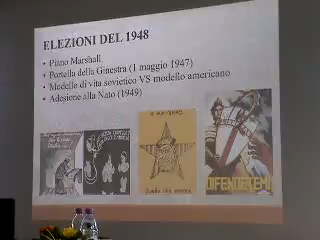 ELEZIONI DEL 1948
• Piano Marshall
• Portella della Ginestra (1 maggio 1947)
• Modello di vita sovietico VS modello americano
• Adesione alla Nato (1949)
DIFENDETEMI